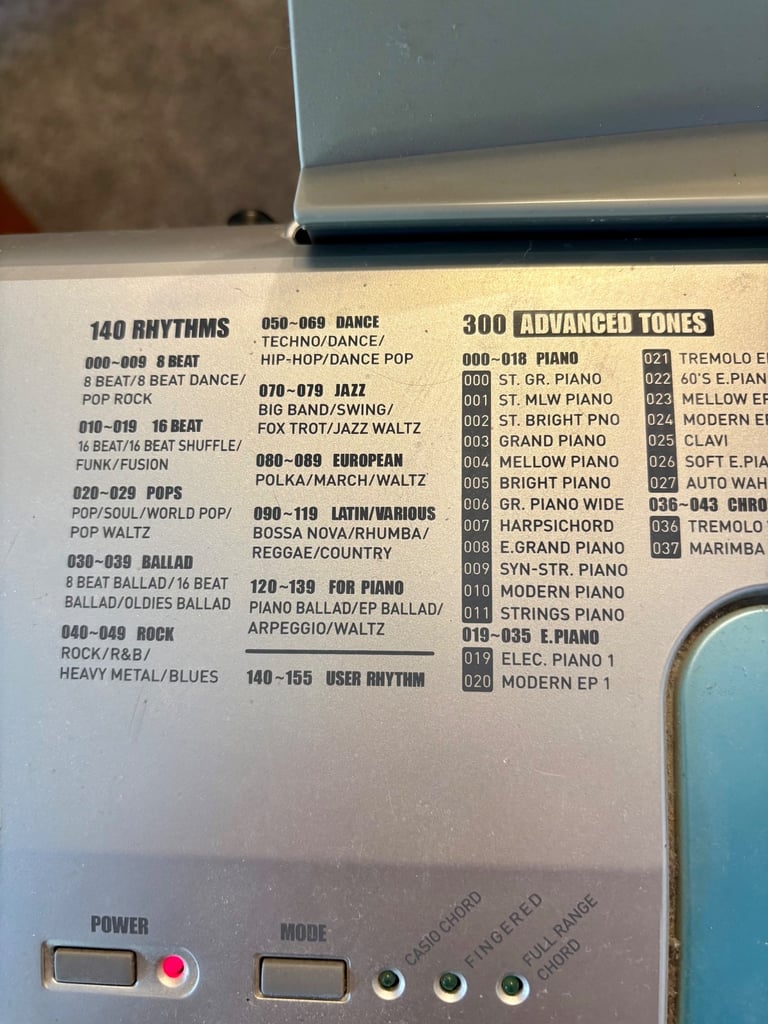 140 RHYTHMS
000~009 8 BEAT
8 BEAT/8 BEAT DANCE/
POP ROCK
010~019 16 BEAT
16 BEAT/16 BEAT SHUFFLE/
FUNK/FUSION
020~029 POPS
POP/SOUL/WORLD POP/
POP WALTZ
030~039 BALLAD
8 BEAT BALLAD/16 BEAT
BALLAD/OLDIES BALLAD
040~049 ROCK
ROCK/R&B/
HEAVY METAL/BLUES
050~069 DANCE
TECHNO/DANCE/
HIP-HOP/DANCE POP
070~079 JAZZ
BIG BAND/SWING/
FOX TROT/JAZZ WALTZ
080~089 EUROPEAN
POLKA/MARCH/WALTZ
090~119 LATIN/VARIOUS
BOSSA NOVA/RHUMBA/
REGGAE/COUNTRY
120~139 FOR PIANO
PIANO BALLAD/EP BALLAD/
ARPEGGIO/WALTZ
140~155 USER RHYTHM
300 ADVANCED TONES
000~018 PIANO
000 ST. GR. PIANO
001 ST. MLW PIANO
002 ST. BRIGHT PNO
003 GRAND PIANO
004 MELLOW PIANO
005 BRIGHT PIANO
006 GR. PIANO WIDE
007 HARPSICHORD
008 E.GRAND PIANO
009 SYN-STR. PIANO
010 MODERN PIANO
011 STRINGS PIANO
019~035 E.PIANO
019 ELEC. PIANO 1
020 MODERN EP 1
021 TREMOLO E
022 60'S E.PIAN
023 MELLOW EP
024 MODERN E
025 CLAVI
026 SOFT E.PIA
027 AUTO WAH
036~043 CHRO
036 TREMOLO
037 MARIMBA
POWER
MODE
CASIO CHORD
FINGERED
FULL RANGE
CHORD